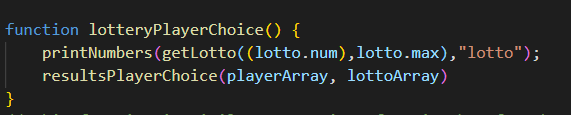 function lotteryPlayerChoice() {
    printNumbers(getLotto((lotto.num),lotto.max),"lotto");
    resultsPlayerChoice(playerArray, lottoArray)
}